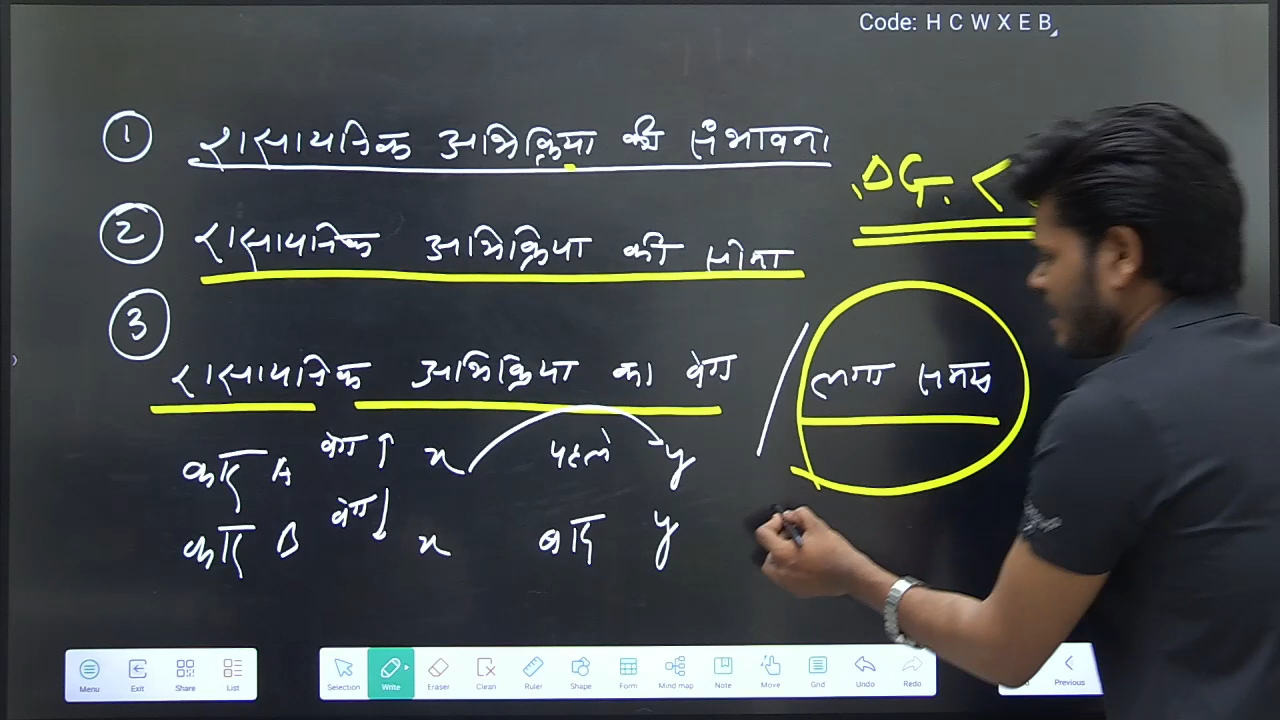 Code: H C W X E B
① रासायनिक अभिक्रिया की संभावना
ΔG <
② रासायनिक अभिक्रिया की सीमा
③
रासायनिक अभिक्रिया का वेग / लगा समय
कार A वेग↑ x पहले y
कार B वेग↓ x बाद y
Menu Exit Share List Selection Write Eraser Clean Ruler Shape Form Mind map Note Move Grid Undo Redo Previous